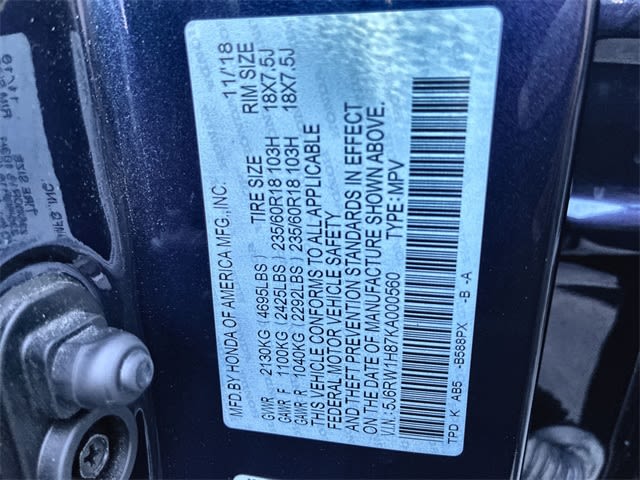 MFD.BY HONDA OF AMERICA MFG.,INC. 11/18
TIRE SIZE RIM SIZE
GVWR 2130KG (4695LBS)
GAWR F 1100KG (2425LBS) 235/60R18 103H 18X7.5J
GAWR R 1040KG (2292LBS) 235/60R18 103H 18X7.5J
THIS VEHICLE CONFORMS TO ALL APPLICABLE
FEDERAL MOTOR VEHICLE SAFETY
AND THEFT PREVENTION STANDARDS IN EFFECT
ON THE DATE OF MANUFACTURE SHOWN ABOVE.
V.I.N: 5J6RW1H87KA000560 TYPE: MPV
TPD K AB5 -B588PX -B -A